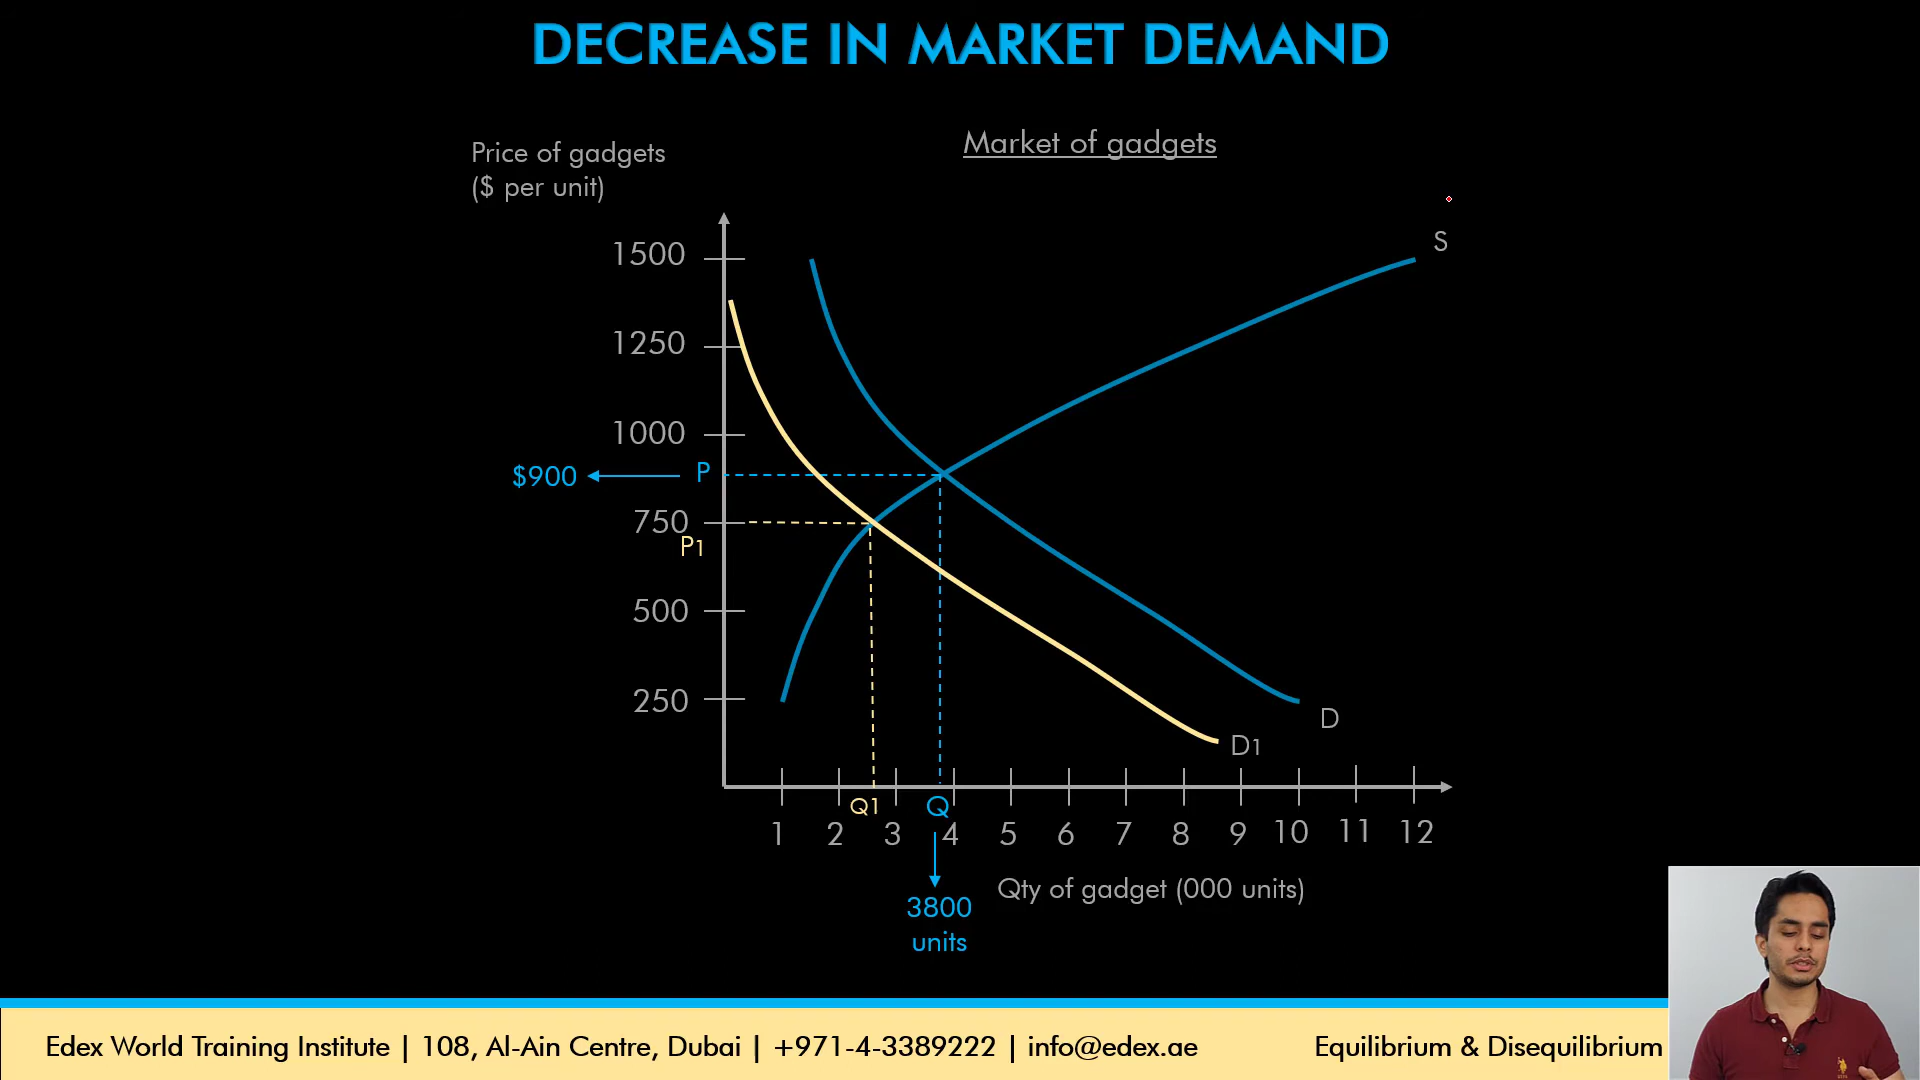 DECREASE IN MARKET DEMAND
Market of gadgets
Price of gadgets
($ per unit)
S
1500
1250
1000
$900
P
750
P1
500
250
D
D1
Q1
Q
1 2 3 4 5 6 7 8 9 10 11 12
Qty of gadget (000 units)
3800
units
Edex World Training Institute | 108, Al-Ain Centre, Dubai | +971-4-3389222 | info@edex.ae
Equilibrium & Disequilibrium